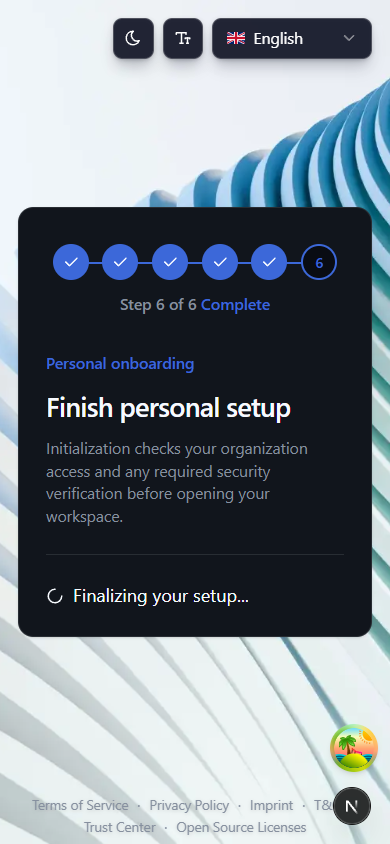 English
6
Step 6 of 6 Complete
Personal onboarding
Finish personal setup
Initialization checks your organization
access and any required security
verification before opening your
workspace.
Finalizing your setup...
Terms of Service · Privacy Policy · Imprint · T&
Trust Center · Open Source Licenses